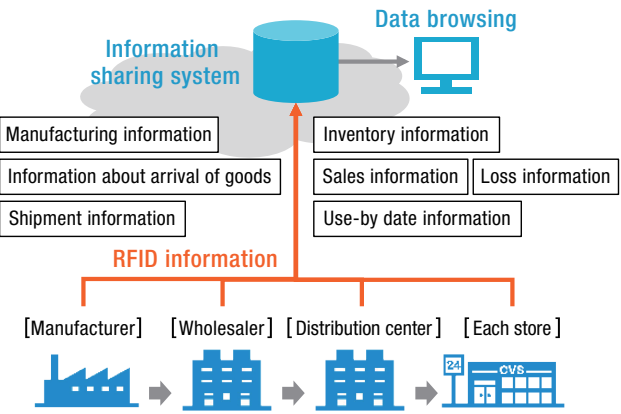 Data browsing
Information
sharing system
Manufacturing information
Inventory information
Information about arrival of goods
Sales information
Loss information
Shipment information
Use-by date information
RFID information
[Manufacturer]
[Wholesaler]
[Distribution center]
[Each store]
24
CVS